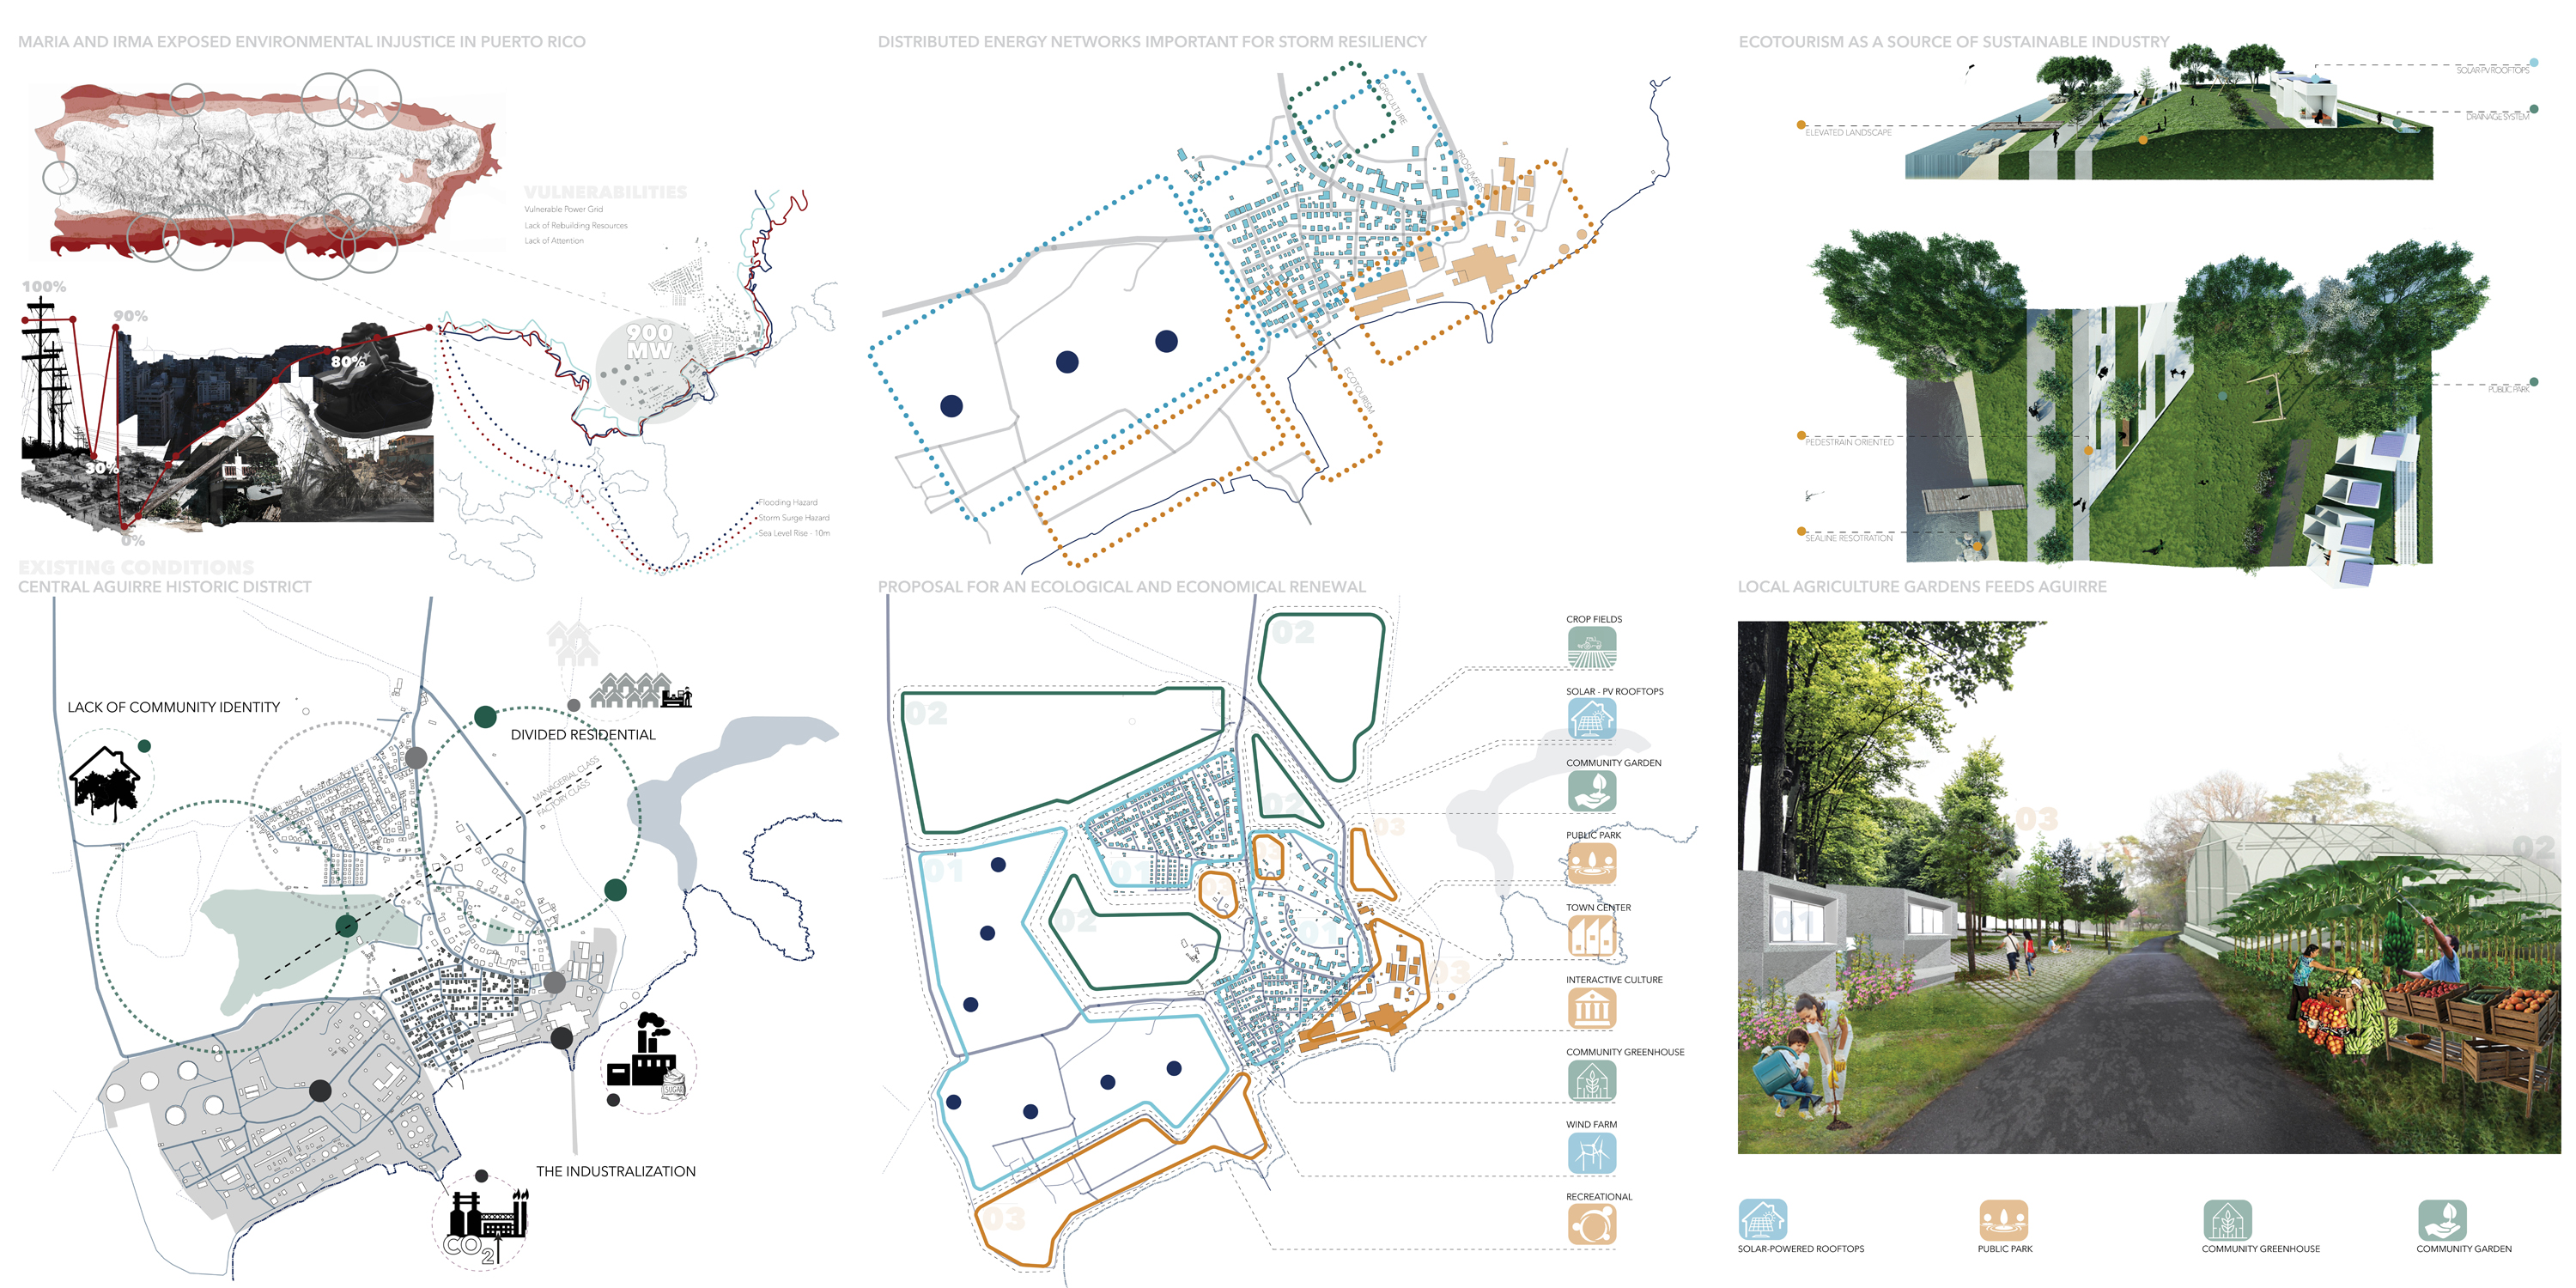 MARIA AND IRMA EXPOSED ENVIRONMENTAL INJUSTICE IN PUERTO RICO
VULNERABILITIES
Vulnerable Power Grid
Lack of Rebuilding Resources
Lack of Attention
100%
90%
80%
30%
0%
900
MW
Flooding Hazard
Storm Surge Hazard
Sea Level Rise - 10m
DISTRIBUTED ENERGY NETWORKS IMPORTANT FOR STORM RESILIENCY
AGRICULTURE
PROSUMERS
ECOTOURISM
ECOTOURISM AS A SOURCE OF SUSTAINABLE INDUSTRY
SOLAR PV ROOFTOPS
DRAINAGE SYSTEM
ELEVATED LANDSCAPE
PUBLIC PARK
PEDESTRAIN ORIENTED
SEALINE RESOTRATION
EXISTING CONDITIONS
CENTRAL AGUIRRE HISTORIC DISTRICT
LACK OF COMMUNITY IDENTITY
DIVIDED RESIDENTIAL
MANAGERIAL CLASS
FACTORY CLASS
SUGAR
THE INDUSTRALIZATION
CO2
PROPOSAL FOR AN ECOLOGICAL AND ECONOMICAL RENEWAL
02
02
02
03
01
01
03
03
02
01
03
03
CROP FIELDS
SOLAR - PV ROOFTOPS
COMMUNITY GARDEN
PUBLIC PARK
TOWN CENTER
INTERACTIVE CULTURE
COMMUNITY GREENHOUSE
WIND FARM
RECREATIONAL
LOCAL AGRICULTURE GARDENS FEEDS AGUIRRE
03
02
01
SOLAR-POWERED ROOFTOPS
PUBLIC PARK
COMMUNITY GREENHOUSE
COMMUNITY GARDEN